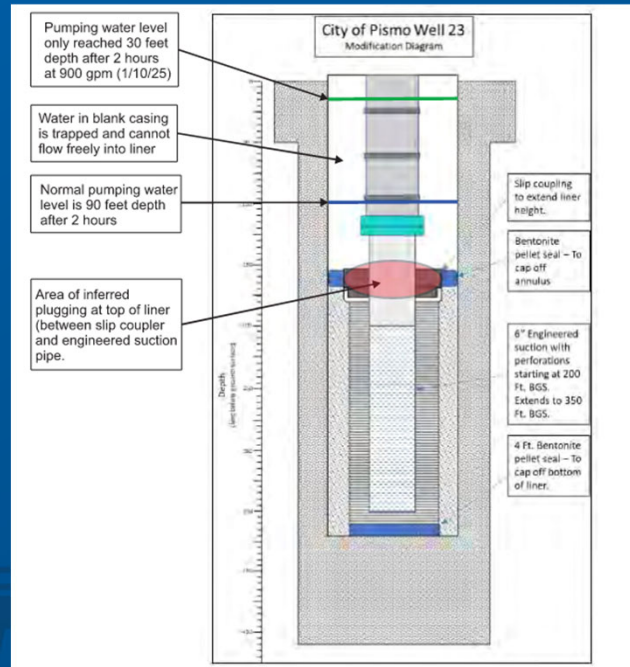 City of Pismo Well 23
Modification Diagram
Pumping water level
only reached 30 feet
depth after 2 hours
at 900 gpm (1/10/25)
Water in blank casing
is trapped and cannot
flow freely into liner
Normal pumping water
level is 90 feet depth
after 2 hours
Area of inferred
plugging at top of liner
(between slip coupler
and engineered suction
pipe.
Slip coupling
to extend liner
height.
Bentonite
pellet seal – To
cap off
annulus
6" Engineered
suction with
perforations
starting at 200
Ft. BGS.
Extends to 350
Ft. BGS.
4 Ft. Bentonite
pellet seal – To
cap off bottom
of liner.
Depth